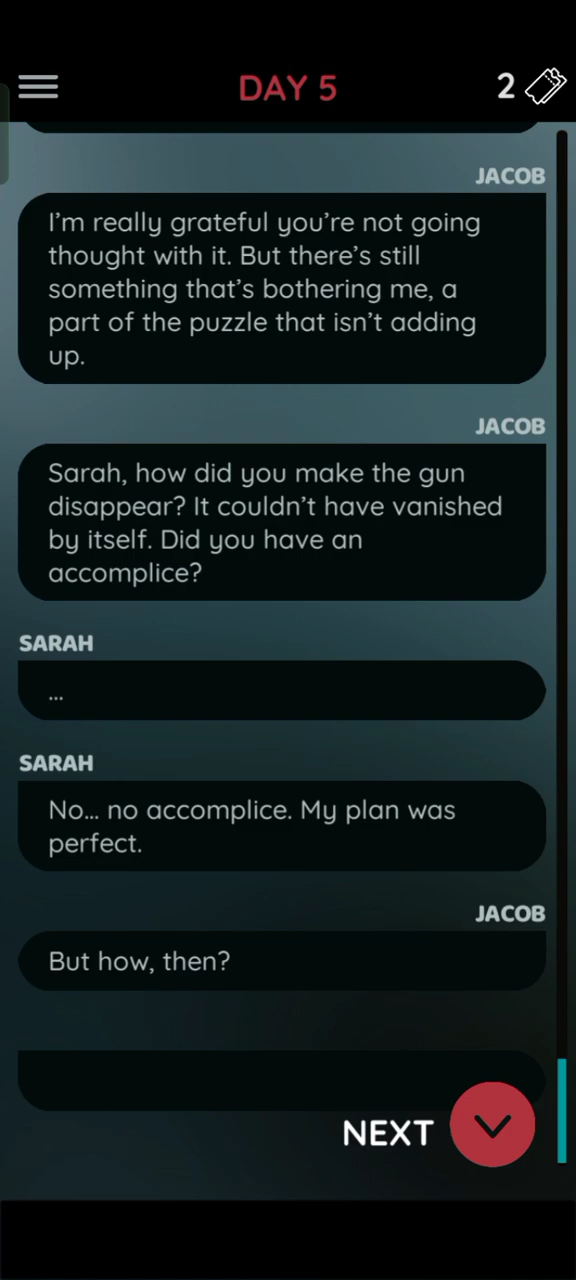 DAY 5
2
JACOB
I'm really grateful you're not going
thought with it. But there's still
something that's bothering me, a
part of the puzzle that isn't adding
up.
JACOB
Sarah, how did you make the gun
disappear? It couldn't have vanished
by itself. Did you have an
accomplice?
SARAH
...
SARAH
No... no accomplice. My plan was
perfect.
JACOB
But how, then?
NEXT